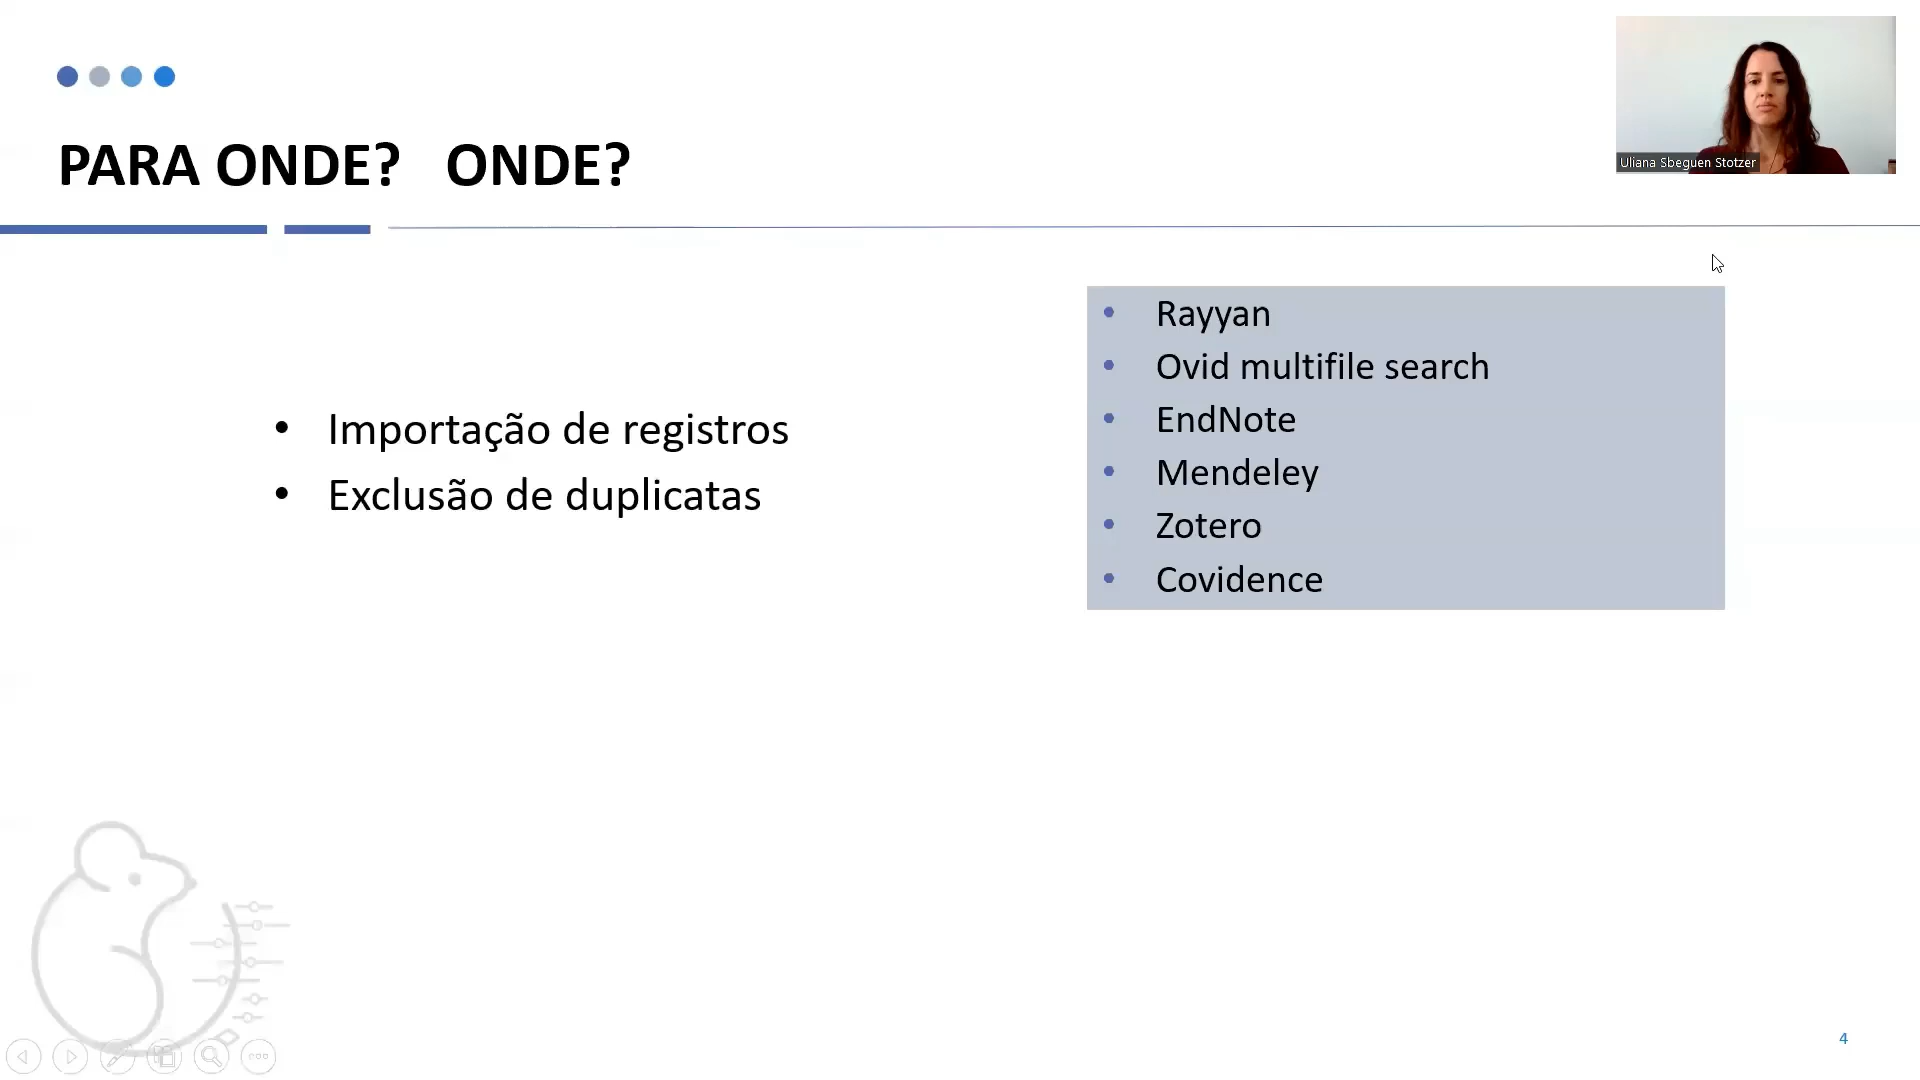 Uliana Sbeguen Stotzer
PARA ONDE? ONDE?
• Importação de registros
• Exclusão de duplicatas
• Rayyan
• Ovid multifile search
• EndNote
• Mendeley
• Zotero
• Covidence
4